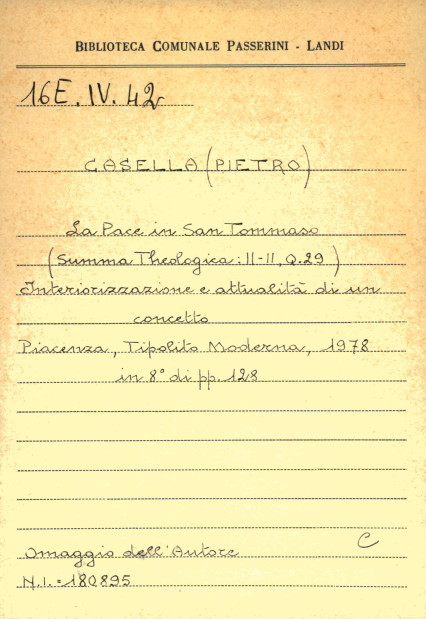 BIBLIOTECA COMUNALE PASSERINI - LANDI
16E. IV. 42
CASELLA (PIETRO)
La Pace in San Tommaso
(Summa Theologica: II-II, Q. 29)
Interiorizzazione e attualità di un
concetto
Piacenza, Tipolito Moderna, 1978
in 8° di pp. 128
C
Omaggio dell'Autore
N.I. = 180895